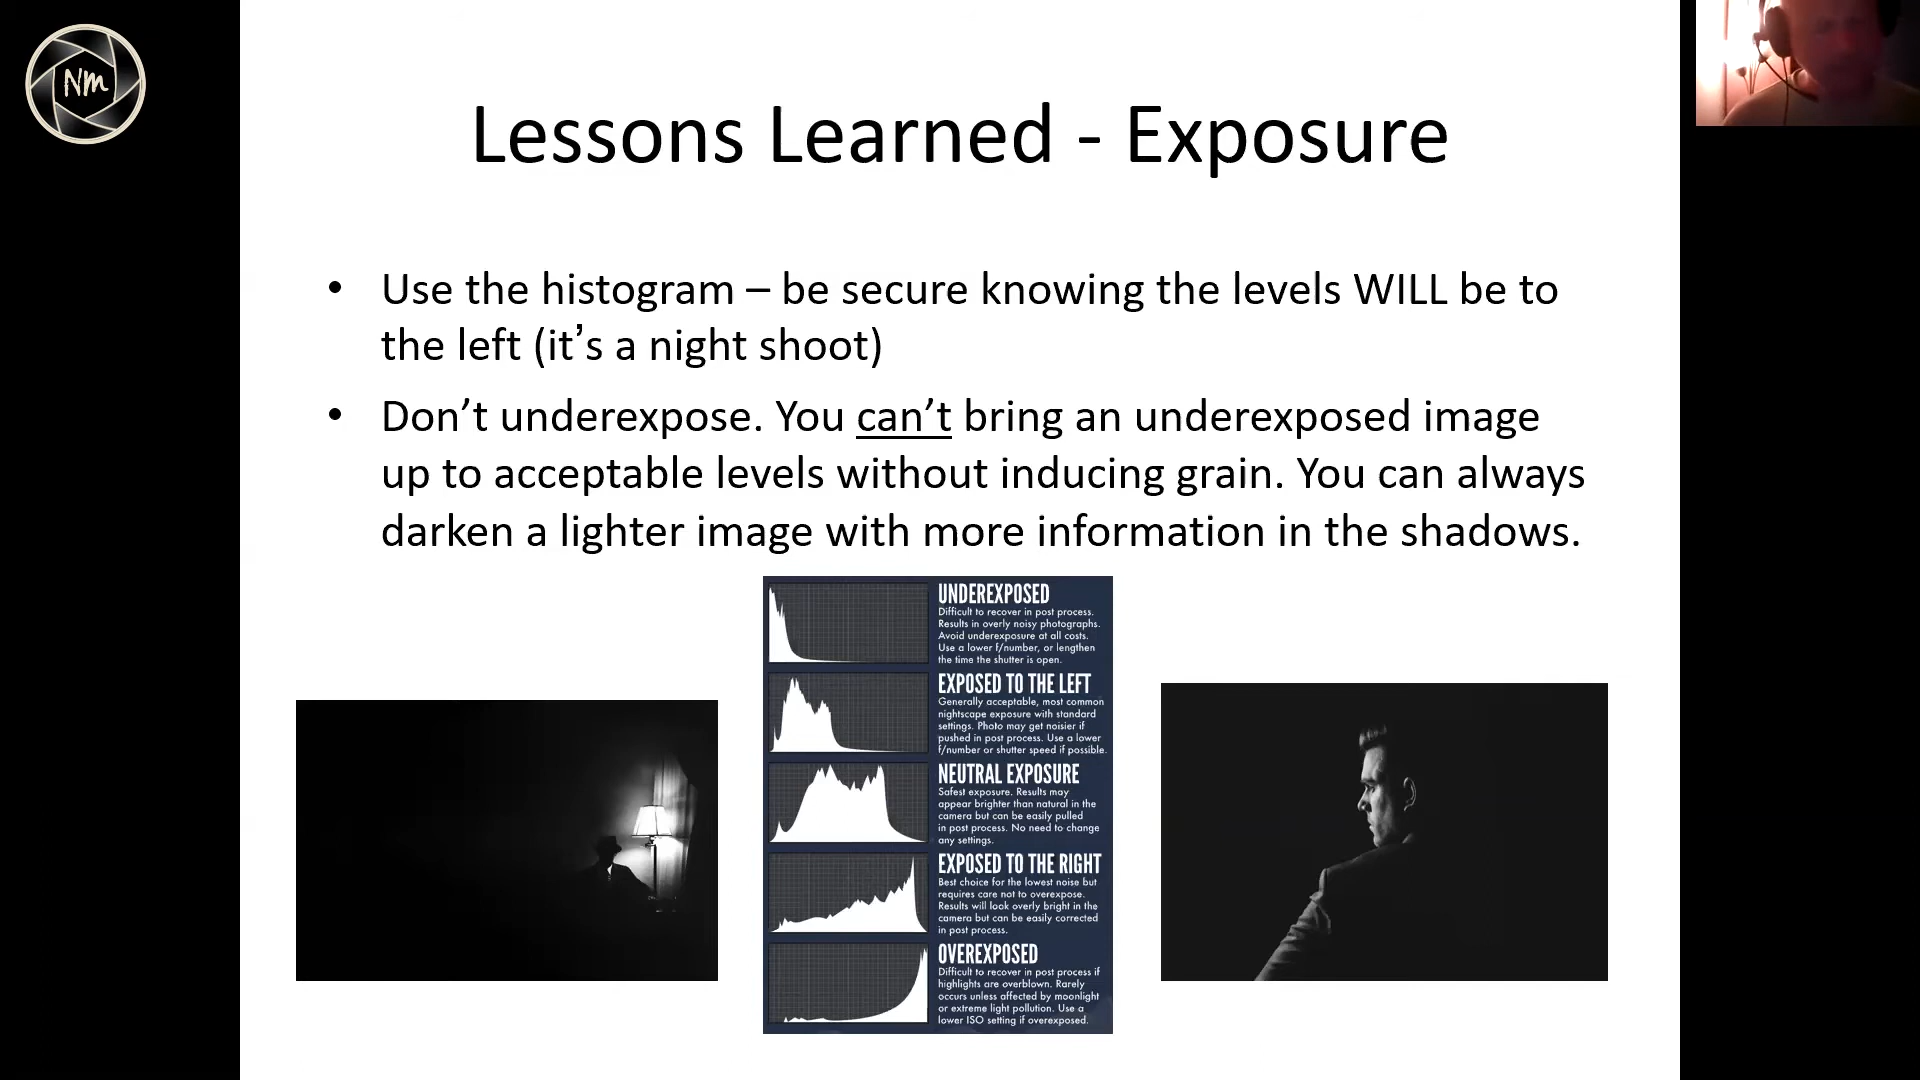 Nm
Lessons Learned - Exposure
• Use the histogram – be secure knowing the levels WILL be to
the left (it’s a night shoot)
• Don’t underexpose. You can’t bring an underexposed image
up to acceptable levels without inducing grain. You can always
darken a lighter image with more information in the shadows.
UNDEREXPOSED
Difficult to recover in post process.
Results in overly noisy photographs.
Avoid underexposure at all costs.
Use a lower f/number, or lengthen
the time the shutter is open.
EXPOSED TO THE LEFT
Generally acceptable, most common
nightscape exposure with standard
settings. Photo may get noisier if
pushed in post process. Use a lower
f/number or shutter speed if possible.
NEUTRAL EXPOSURE
Safest exposure. Results may
appear brighter than natural in the
camera but can be easily pulled
in post process. No need to change
any settings.
EXPOSED TO THE RIGHT
Best choice for the lowest noise but
requires care not to overexpose.
Results will look overly bright in the
camera but can be easily corrected
in post process.
OVEREXPOSED
Difficult to recover in post process if
highlights are overblown. Rarely
occurs unless affected by moonlight
or extreme light pollution. Use a
lower ISO setting if overexposed.